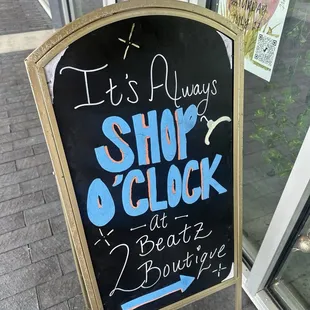 It's Always
SHOP
O'CLOCK
- at -
2 Beatz
Boutique